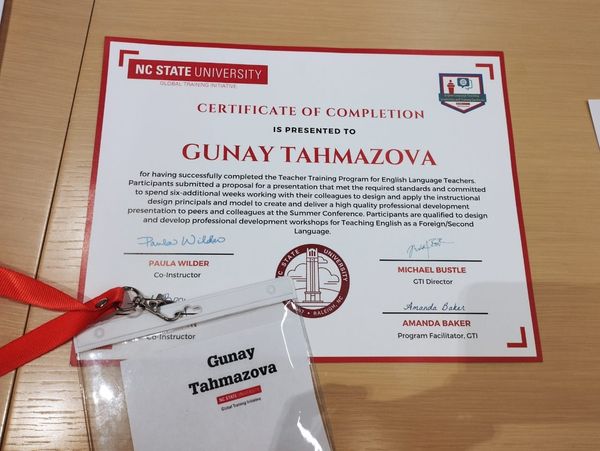 NC STATE UNIVERSITY
GLOBAL TRAINING INITIATIVE
CERTIFICATE OF COMPLETION
IS PRESENTED TO
GUNAY TAHMAZOVA
for having successfully completed the Teacher Training Program for English Language Teachers.
Participants submitted a proposal for a presentation that met the required standards and committed
to spend six-additional weeks working with their colleagues to design and apply the instructional
design principals and model to create and deliver a high quality professional development
presentation to peers and colleagues at the Summer Conference. Participants are qualified to design
and develop professional development workshops for Teaching English as a Foreign/Second
Language.
Paula Wilder
PAULA WILDER
Co-Instructor
MICHAEL BUSTLE
GTI Director
NC STATE UNIVERSITY
RALEIGH, NC
Amanda Baker
AMANDA BAKER
Program Facilitator, GTI
Co-Instructor
Gunay
Tahmazova
NC STATE UNIVERSITY
Global Training Initiative